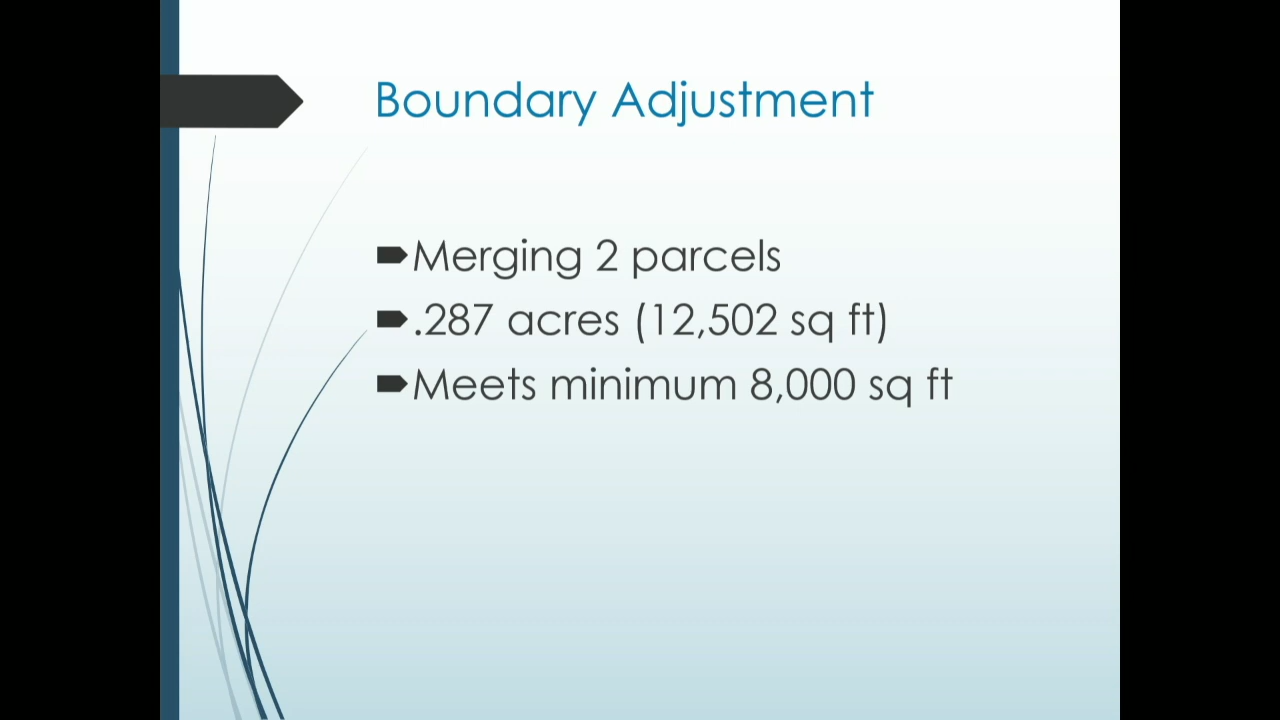 Boundary Adjustment
Merging 2 parcels
.287 acres (12,502 sq ft)
Meets minimum 8,000 sq ft